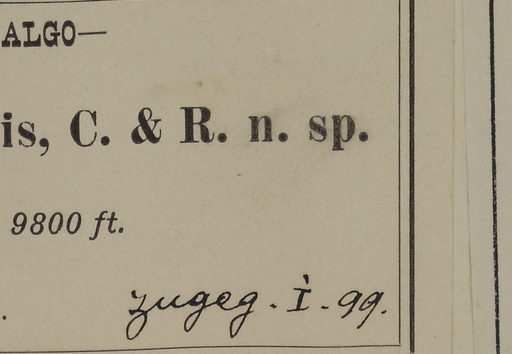 ALGO—
is, C. & R. n. sp.
9800 ft.
.
zugeg. I. 99.